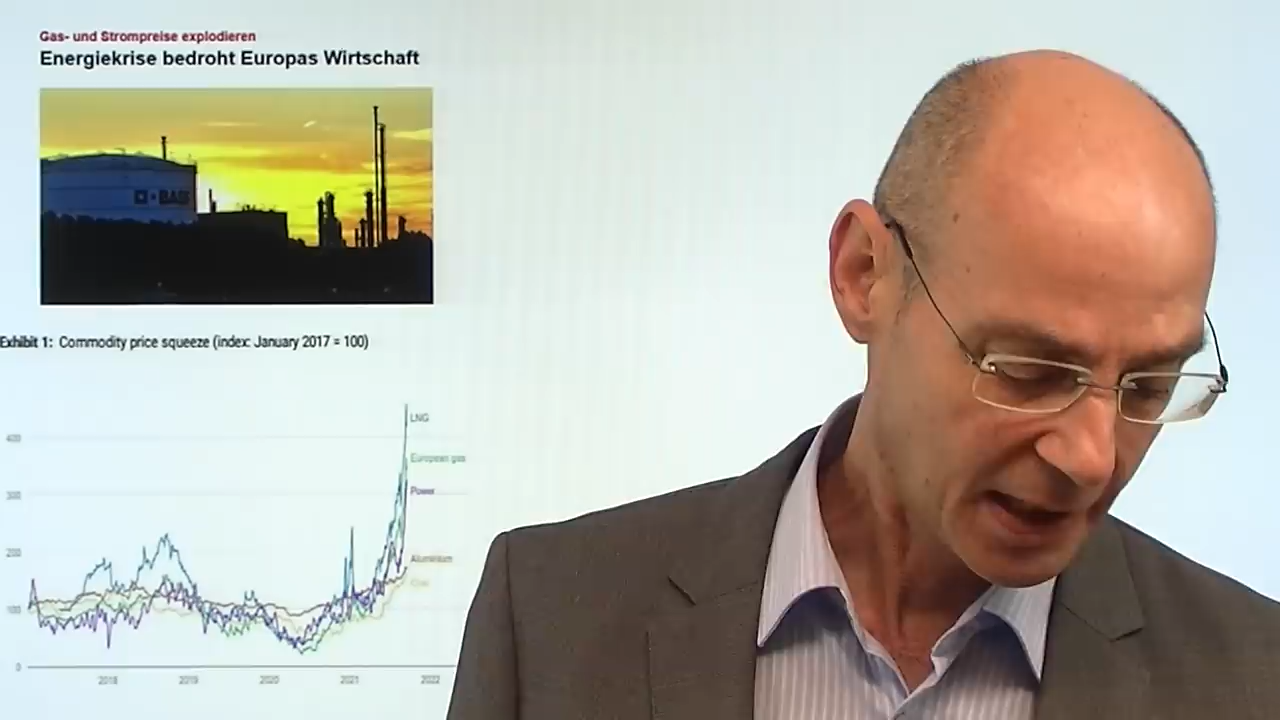 Gas- und Strompreise explodieren
Energiekrise bedroht Europas Wirtschaft
BASF
Exhibit 1: Commodity price squeeze (index: January 2017 = 100)
LNG
400
European gas
300
Power
200
Aluminium
100
0
2018
2019
2020
2021
2022